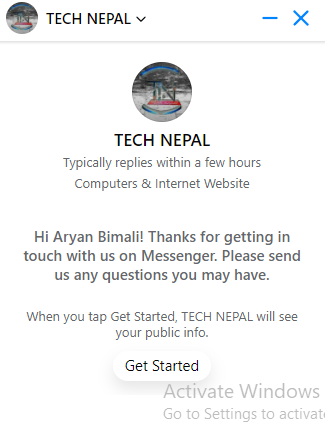 TECH NEPAL
TECH NEPAL
Typically replies within a few hours
Computers & Internet Website
Hi Aryan Bimali! Thanks for getting in
touch with us on Messenger. Please send
us any questions you may have.
When you tap Get Started, TECH NEPAL will see
your public info.
Get Started
Activate Windows
Go to Settings to activat